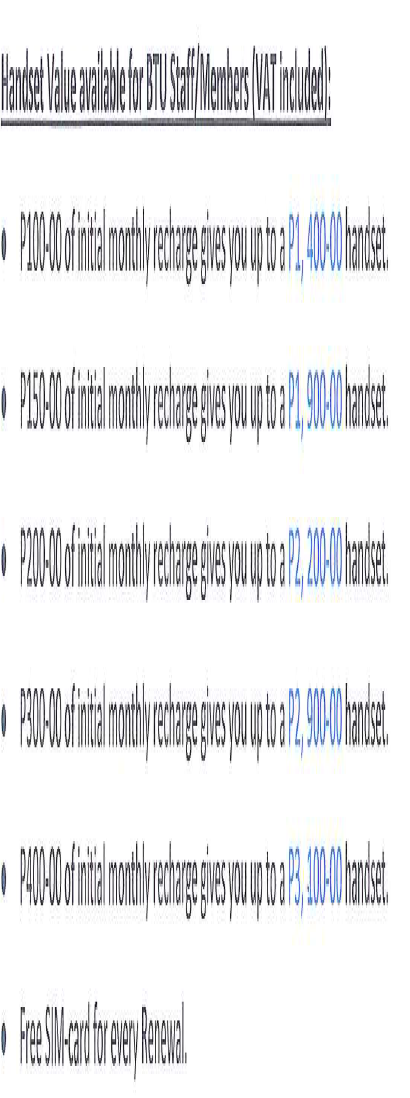 Handset Value available for BTU Staff/Members (VAT included):
• P100-00 of initial monthly recharge gives you up to a P1, 400-00 handset.
• P150-00 of initial monthly recharge gives you up to a P1, 900-00 handset.
• P200-00 of initial monthly recharge gives you up to a P2, 200-00 handset.
• P300-00 of initial monthly recharge gives you up to a P2, 900-00 handset.
• P400-00 of initial monthly recharge gives you up to a P3, 100-00 handset.
• Free SIM-card for every Renewal.